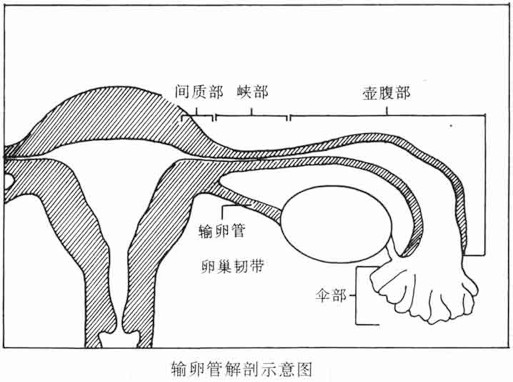 间质部 峡部 壶腹部
输卵管
卵巢韧带
伞部
输卵管解剖示意图